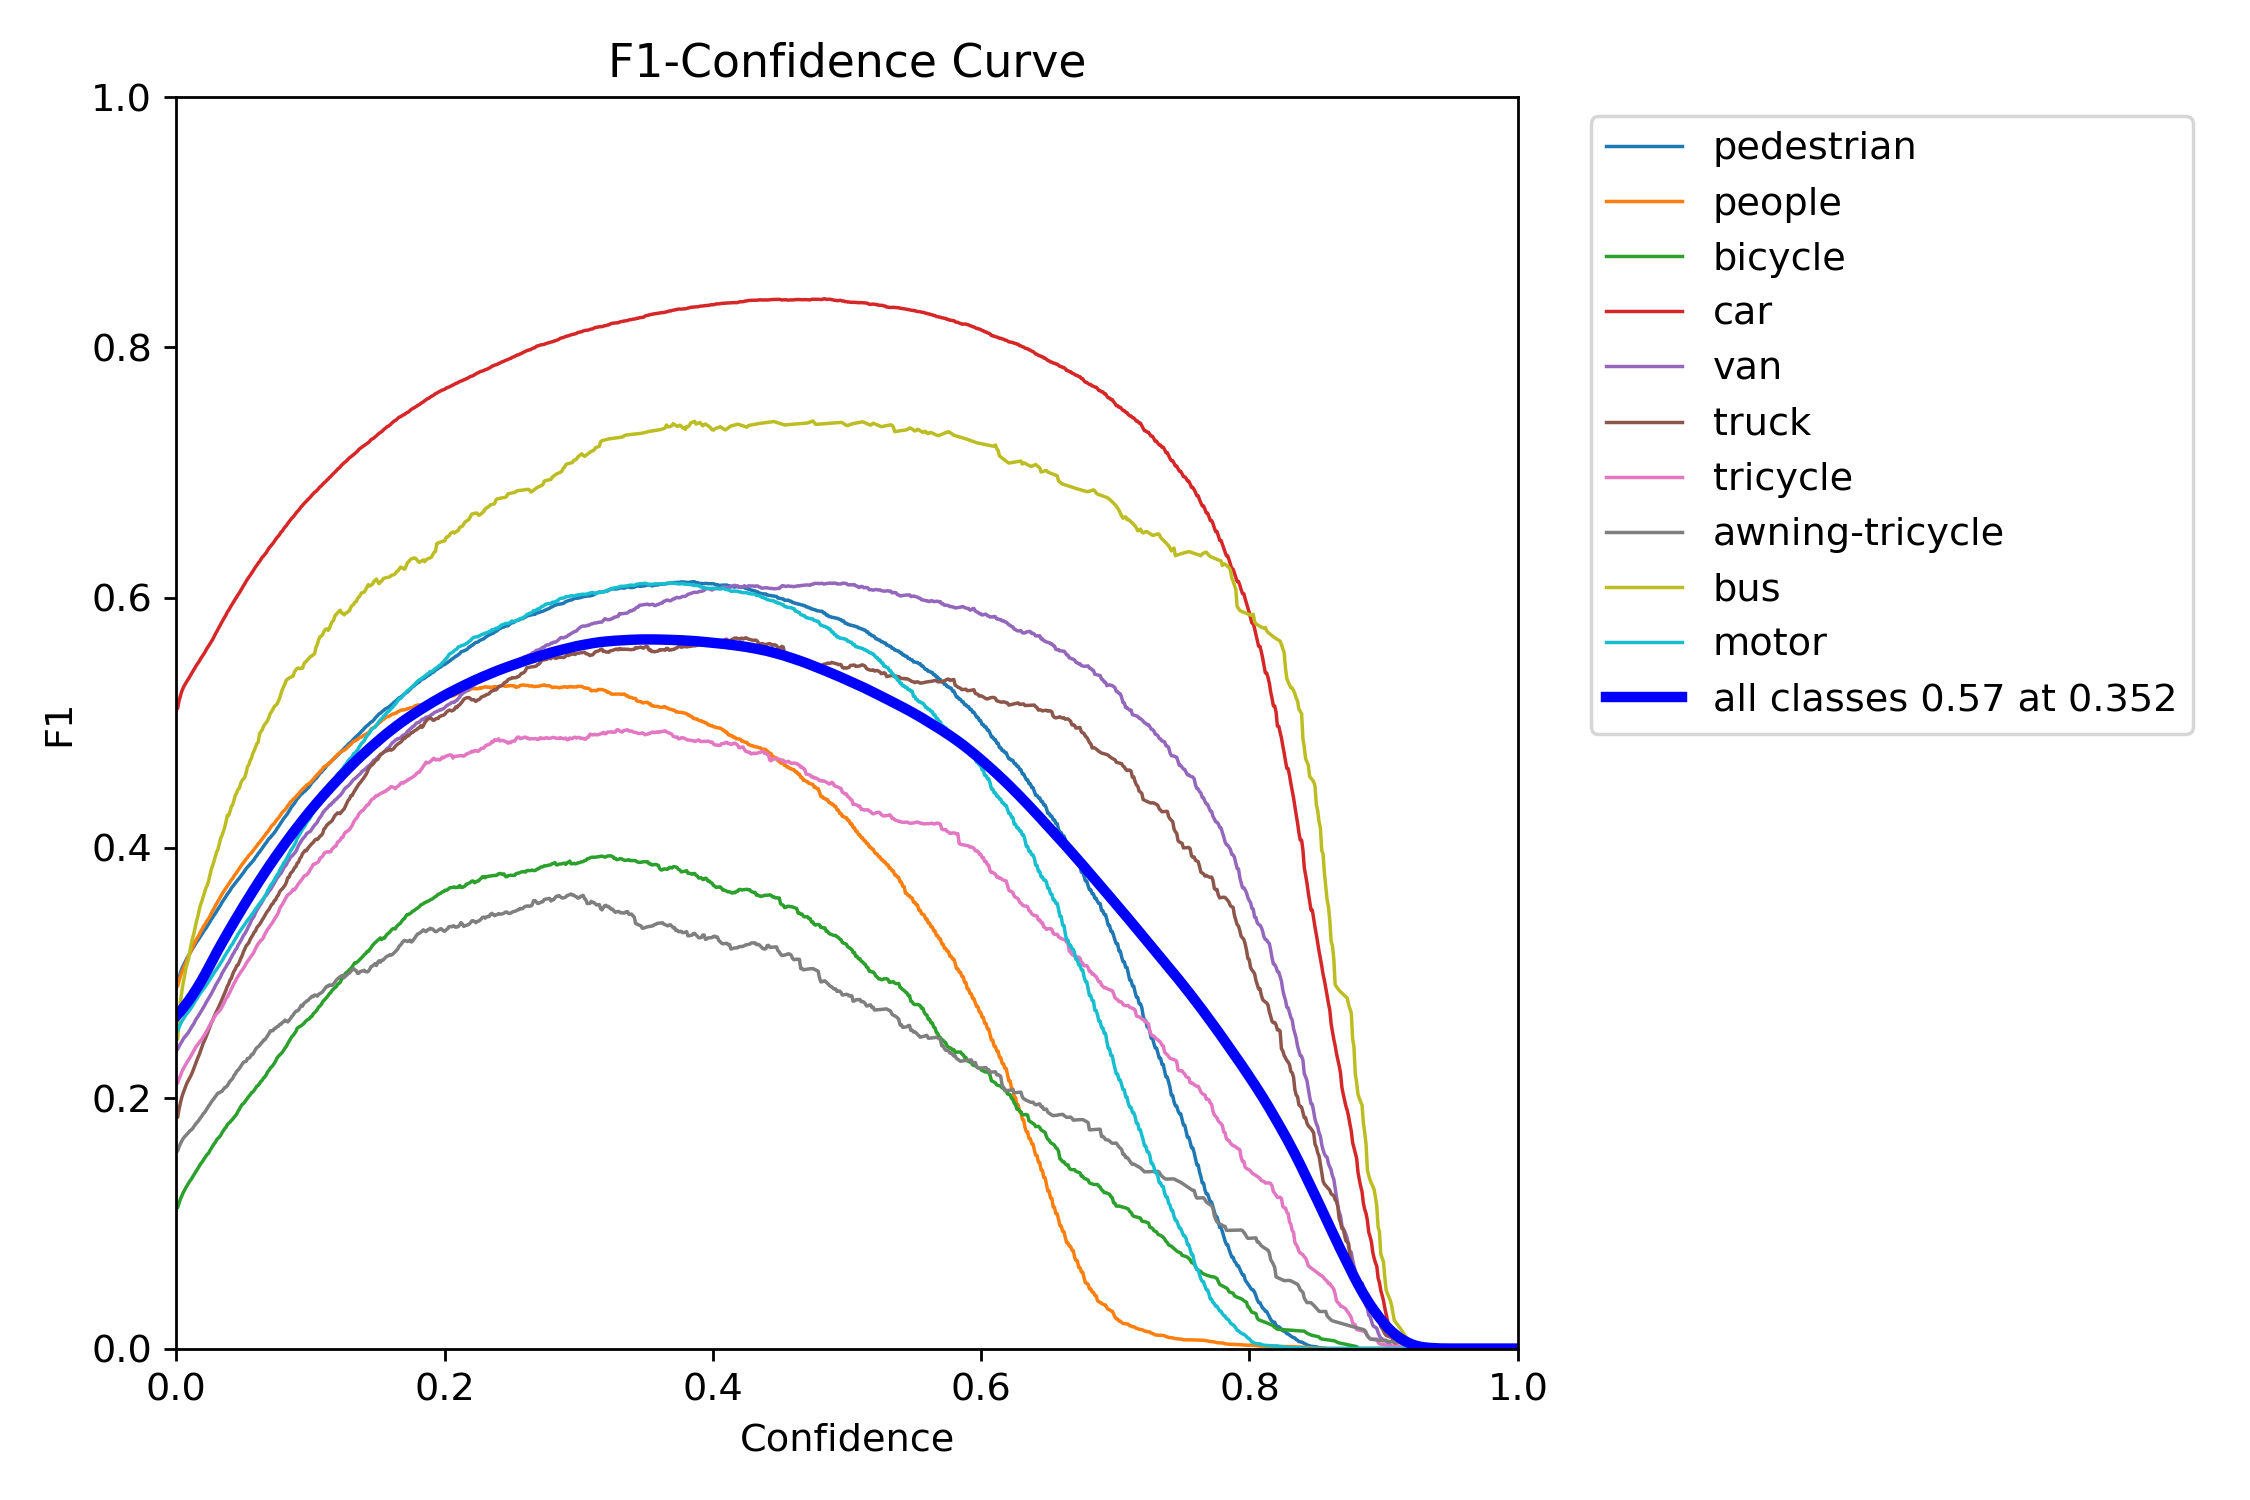 F1-Confidence Curve
1.0
0.8
0.6
0.4
0.2
0.0
F1
0.0 0.2 0.4 0.6 0.8 1.0
Confidence
pedestrian
people
bicycle
car
van
truck
tricycle
awning-tricycle
bus
motor
all classes 0.57 at 0.352